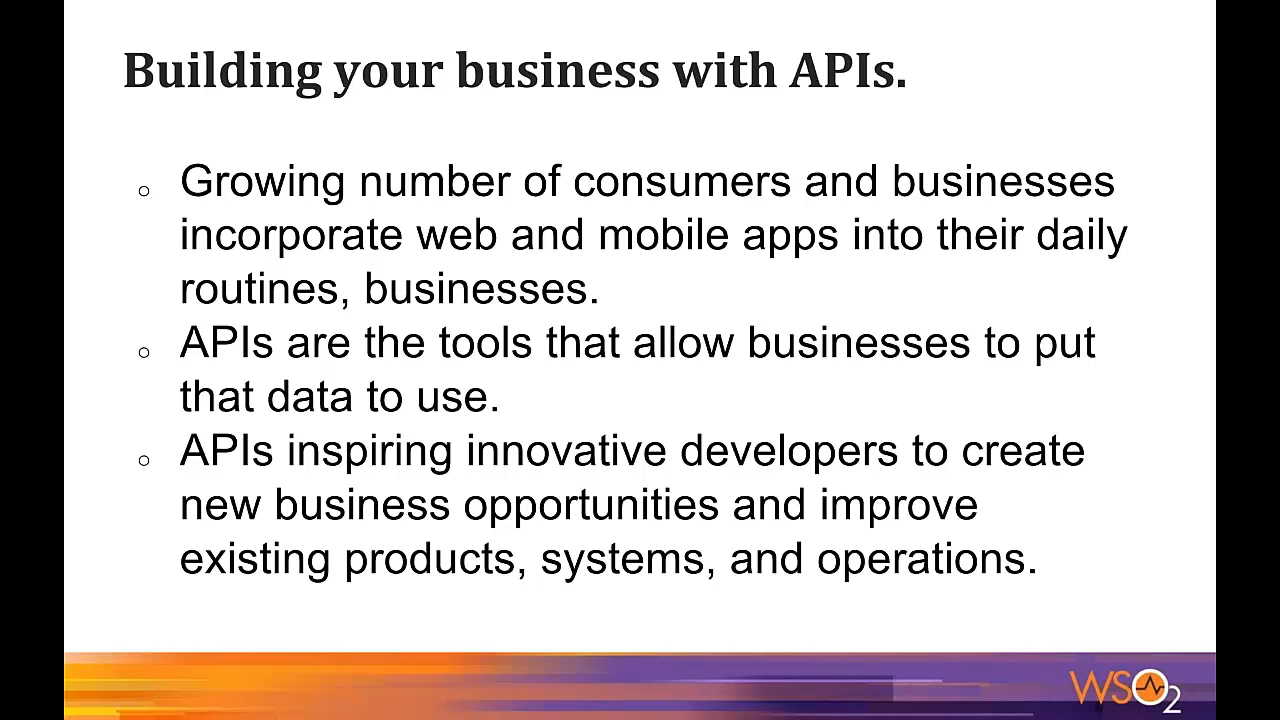 Building your business with APIs.
Growing number of consumers and businesses
incorporate web and mobile apps into their daily
routines, businesses.
APIs are the tools that allow businesses to put
that data to use.
APIs inspiring innovative developers to create
new business opportunities and improve
existing products, systems, and operations.
WSO2